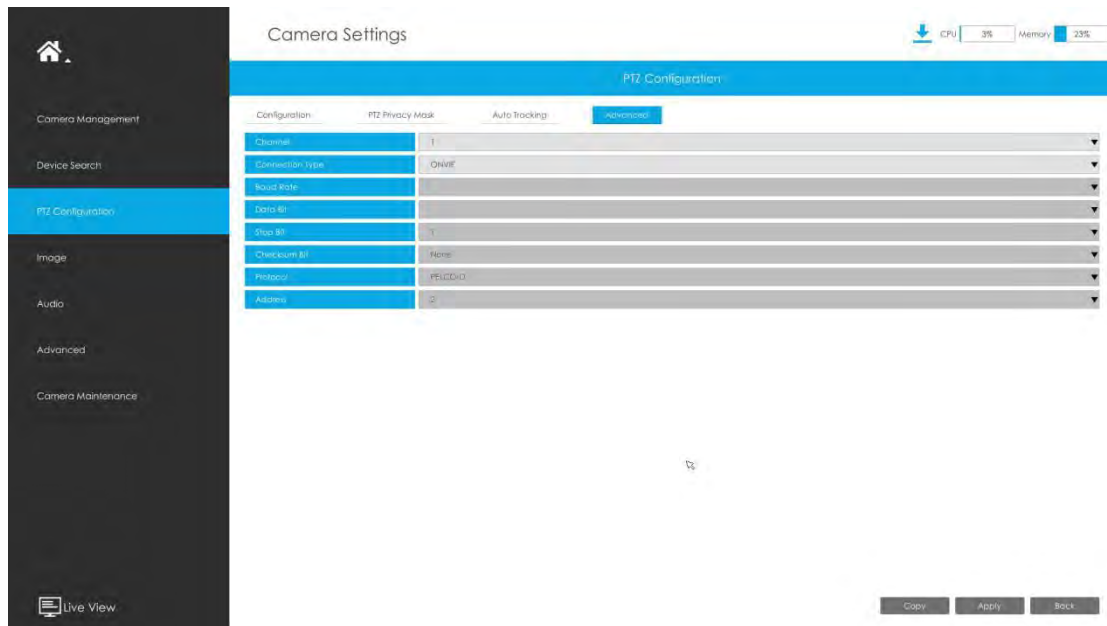 Camera Settings
CPU 3% Memory 23%
PTZ Configuration
Configuration PTZ Privacy Mask Auto Tracking Advanced
Camera Management
Device Search
PTZ Configuration
Image
Audio
Advanced
Camera Maintenance
Live View
Channel 1
Connection Type ONVIF
Baud Rate
Data Bit
Stop Bit 1
Checksum Bit None
Protocol PELCO-D
Address 2
Copy Apply Back